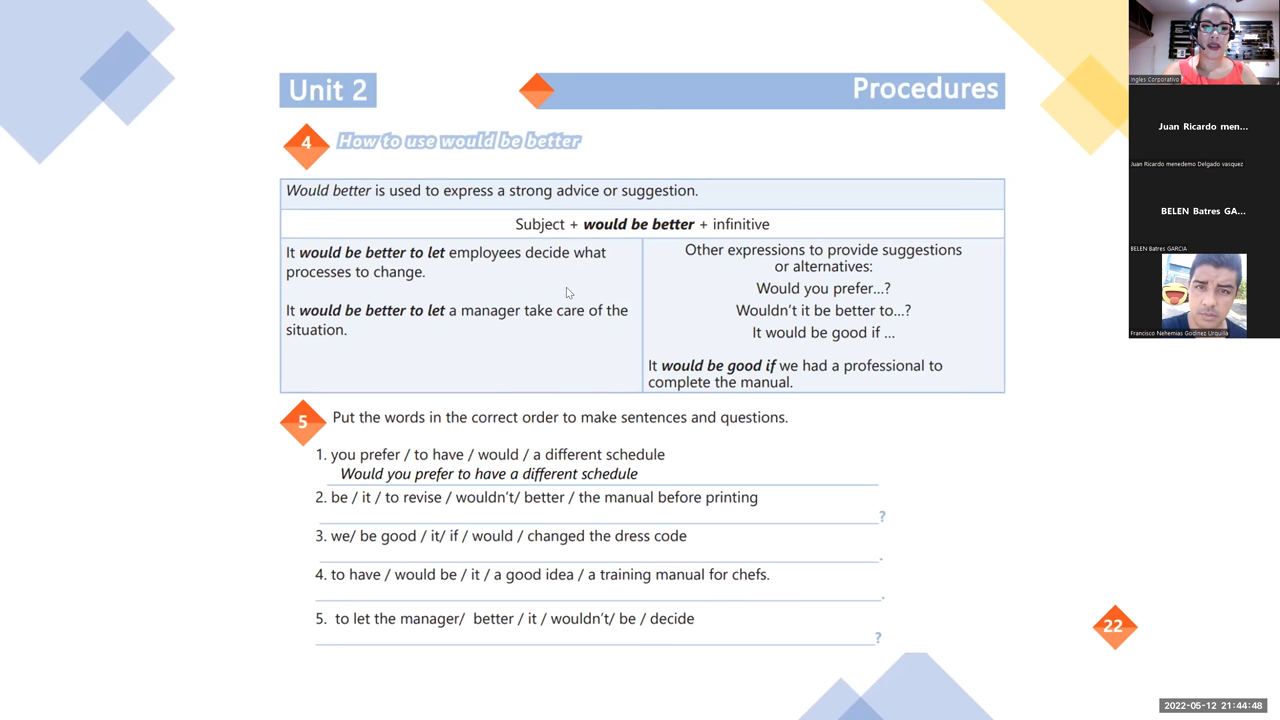 Unit 2
Procedures
4
How to use would be better
Would better is used to express a strong advice or suggestion.
Subject + would be better + infinitive
It would be better to let employees decide what
processes to change.
It would be better to let a manager take care of the
situation.
Other expressions to provide suggestions
or alternatives:
Would you prefer...?
Wouldn't it be better to...?
It would be good if ...
It would be good if we had a professional to
complete the manual.
5
Put the words in the correct order to make sentences and questions.
1. you prefer / to have / would / a different schedule
Would you prefer to have a different schedule
2. be / it / to revise / wouldn't/ better / the manual before printing
?
3. we/ be good / it/ if / would / changed the dress code
.
4. to have / would be / it / a good idea / a training manual for chefs.
.
5. to let the manager/ better / it / wouldn't/ be / decide
?
22
Ingles Corporativo
Juan Ricardo men...
Juan Ricardo menedemo Delgado vasquez
BELEN Batres GA...
BELEN Batres GARCIA
Francisco Nehemias Godinez Urquilla
2022-05-12 21:44:48